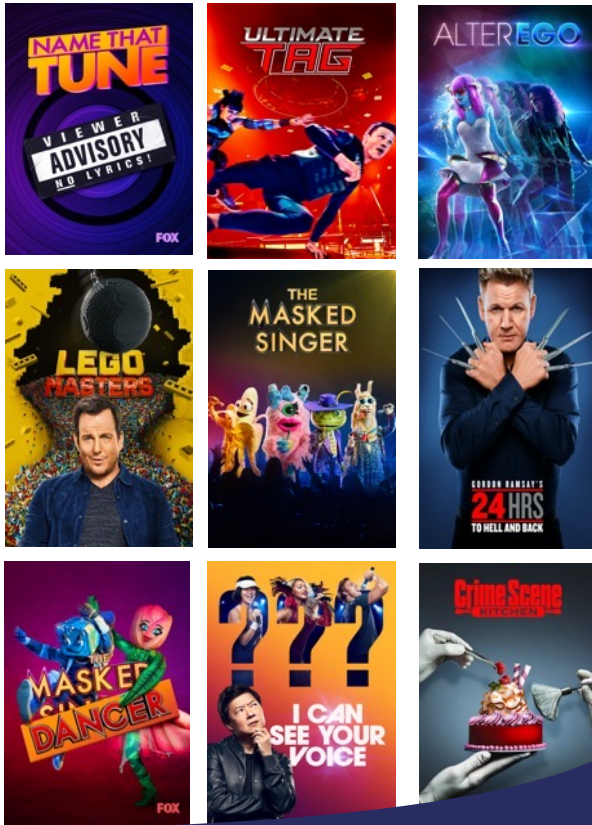 NAME THAT
TUNE
VIEWER
ADVISORY
NO LYRICS!
FOX
ULTIMATE
TAG
ALTER EGO
LEGO
MASTERS
THE
MASKED
SINGER
GORDON RAMSAY'S
24 HRS
TO HELL AND BACK
THE
MASKED
DANCER
FOX
???
I CAN
SEE YOUR
VOICE
Crime Scene
KITCHEN